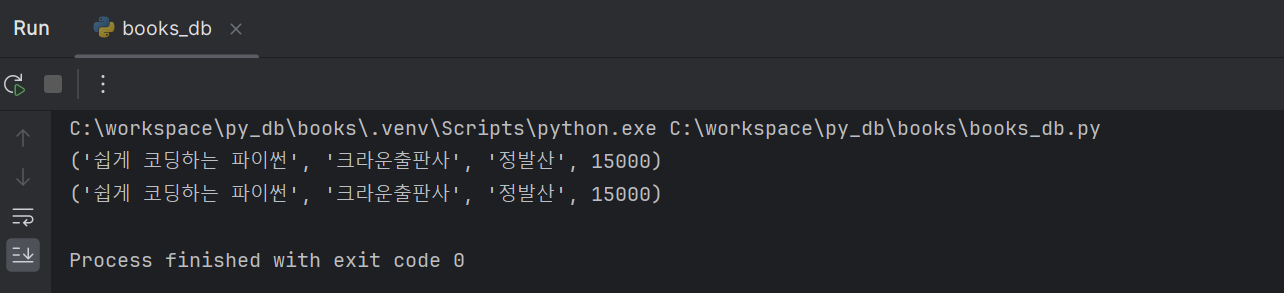 Run books_db
C:\workspace\py_db\books\.venv\Scripts\python.exe C:\workspace\py_db\books\books_db.py
('쉽게 코딩하는 파이썬', '크라운출판사', '정발산', 15000)
('쉽게 코딩하는 파이썬', '크라운출판사', '정발산', 15000)
Process finished with exit code 0